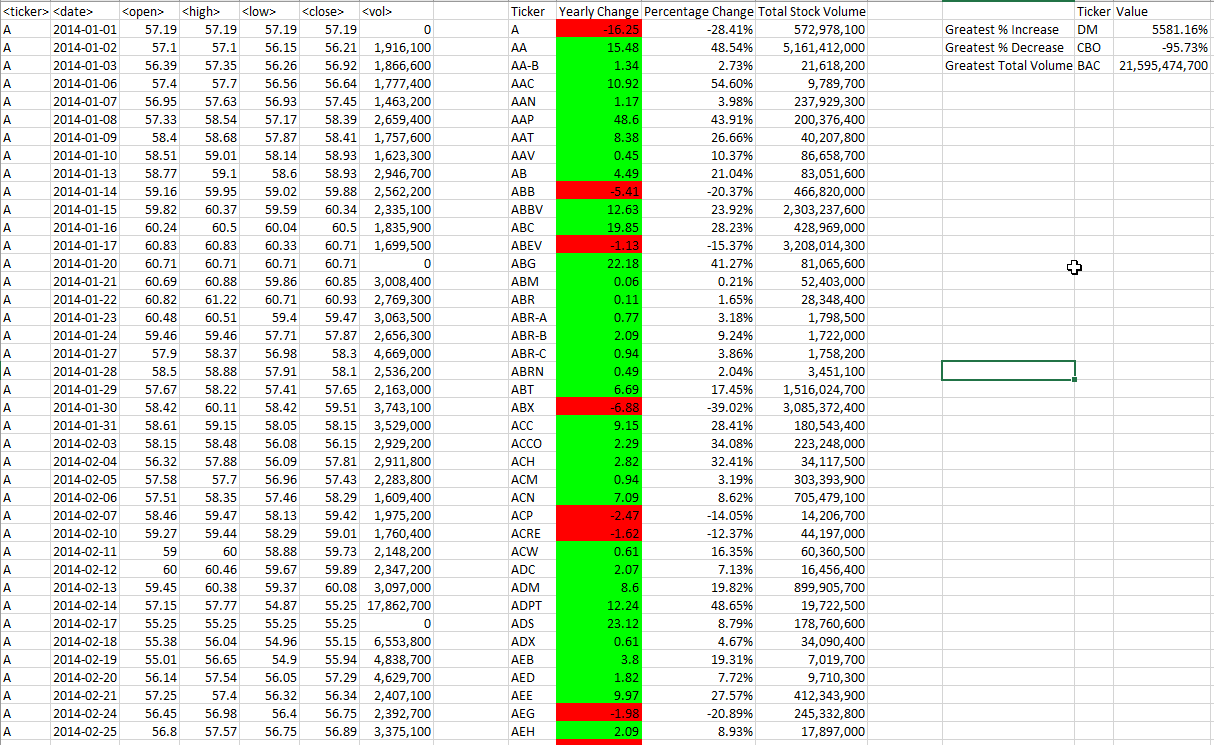 <ticker> <date> <open> <high> <low> <close> <vol> Ticker Yearly Change Percentage Change Total Stock Volume Ticker Value
A 2014-01-01 57.19 57.19 57.19 57.19 0 A -16.25 -28.41% 572,978,100 Greatest % Increase DM 5581.16%
A 2014-01-02 57.1 57.1 56.15 56.21 1,916,100 AA 15.48 48.54% 5,161,412,000 Greatest % Decrease CBO -95.73%
A 2014-01-03 56.39 57.35 56.26 56.92 1,866,600 AA-B 1.34 2.73% 21,618,200 Greatest Total Volume BAC 21,595,474,700
A 2014-01-06 57.4 57.7 56.56 56.64 1,777,400 AAC 10.92 54.60% 9,789,700
A 2014-01-07 56.95 57.63 56.93 57.45 1,463,200 AAN 1.17 3.98% 237,929,300
A 2014-01-08 57.33 58.54 57.17 58.39 2,659,400 AAP 48.6 43.91% 200,376,400
A 2014-01-09 58.4 58.68 57.87 58.41 1,757,600 AAT 8.38 26.66% 40,207,800
A 2014-01-10 58.51 59.01 58.14 58.93 1,623,300 AAV 0.45 10.37% 86,658,700
A 2014-01-13 58.77 59.1 58.6 58.93 2,946,700 AB 4.49 21.04% 83,051,600
A 2014-01-14 59.16 59.95 59.02 59.88 2,562,200 ABB -5.41 -20.37% 466,820,000
A 2014-01-15 59.82 60.37 59.59 60.34 2,335,100 ABBV 12.63 23.92% 2,303,237,600
A 2014-01-16 60.24 60.5 60.04 60.5 1,835,900 ABC 19.85 28.23% 428,969,000
A 2014-01-17 60.83 60.83 60.33 60.71 1,699,500 ABEV -1.13 -15.37% 3,208,014,300
A 2014-01-20 60.71 60.71 60.71 60.71 0 ABG 22.18 41.27% 81,065,600
A 2014-01-21 60.69 60.88 59.86 60.85 3,008,400 ABM 0.06 0.21% 52,403,000
A 2014-01-22 60.82 61.22 60.71 60.93 2,769,300 ABR 0.11 1.65% 28,348,400
A 2014-01-23 60.48 60.51 59.4 59.47 3,063,500 ABR-A 0.77 3.18% 1,798,500
A 2014-01-24 59.46 59.46 57.71 57.87 2,656,300 ABR-B 2.09 9.24% 1,722,000
A 2014-01-27 57.9 58.37 56.98 58.3 4,669,000 ABR-C 0.94 3.86% 1,758,200
A 2014-01-28 58.5 58.88 57.91 58.1 2,536,200 ABRN 0.49 2.04% 3,451,100
A 2014-01-29 57.67 58.22 57.41 57.65 2,163,000 ABT 6.69 17.45% 1,516,024,700
A 2014-01-30 58.42 60.11 58.42 59.51 3,743,100 ABX -6.88 -39.02% 3,085,372,400
A 2014-01-31 58.61 59.15 58.05 58.15 3,529,000 ACC 9.15 28.41% 180,543,400
A 2014-02-03 58.15 58.48 56.08 56.15 2,929,200 ACCO 2.29 34.08% 223,248,000
A 2014-02-04 56.32 57.88 56.09 57.81 2,911,800 ACH 2.82 32.41% 34,117,500
A 2014-02-05 57.58 57.7 56.96 57.43 2,283,800 ACM 0.94 3.19% 303,393,900
A 2014-02-06 57.51 58.35 57.46 58.29 1,609,400 ACN 7.09 8.62% 705,479,100
A 2014-02-07 58.46 59.47 58.13 59.42 1,975,200 ACP -2.47 -14.05% 14,206,700
A 2014-02-10 59.27 59.44 58.29 59.01 1,760,400 ACRE -1.62 -12.37% 44,197,000
A 2014-02-11 59 60 58.88 59.73 2,148,200 ACW 0.61 16.35% 60,360,500
A 2014-02-12 60 60.46 59.67 59.89 2,347,200 ADC 2.07 7.13% 16,456,400
A 2014-02-13 59.45 60.38 59.37 60.08 3,097,000 ADM 8.6 19.82% 899,905,700
A 2014-02-14 57.15 57.77 54.87 55.25 17,862,700 ADPT 12.24 48.65% 19,722,500
A 2014-02-17 55.25 55.25 55.25 55.25 0 ADS 23.12 8.79% 178,760,600
A 2014-02-18 55.38 56.04 54.96 55.15 6,553,800 ADX 0.61 4.67% 34,090,400
A 2014-02-19 55.01 56.65 54.9 55.94 4,838,700 AEB 3.8 19.31% 7,019,700
A 2014-02-20 56.14 57.54 56.05 57.29 4,629,700 AED 1.82 7.72% 9,710,300
A 2014-02-21 57.25 57.4 56.32 56.34 2,407,100 AEE 9.97 27.57% 412,343,900
A 2014-02-24 56.45 56.98 56.4 56.75 2,392,700 AEG -1.98 -20.89% 245,332,800
A 2014-02-25 56.8 57.57 56.75 56.89 3,375,100 AEH 2.09 8.93% 17,897,000